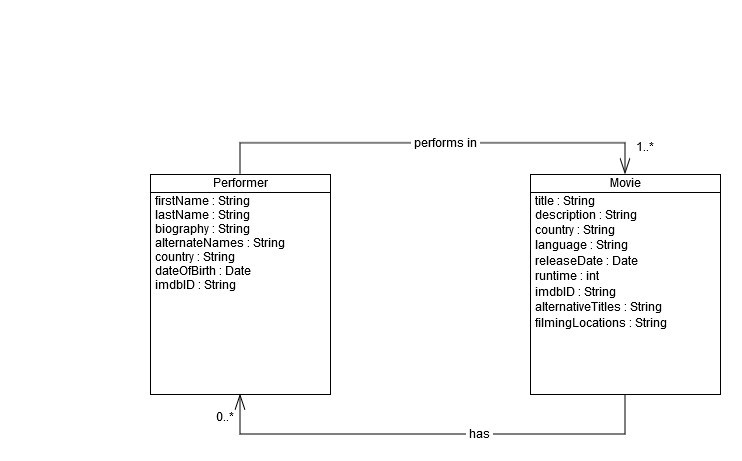 performs in
1..*
Performer
firstName : String
lastName : String
biography : String
alternateNames : String
country : String
dateOfBirth : Date
imdbID : String
Movie
title : String
description : String
country : String
language : String
releaseDate : Date
runtime : int
imdbID : String
alternativeTitles : String
filmingLocations : String
0..*
has